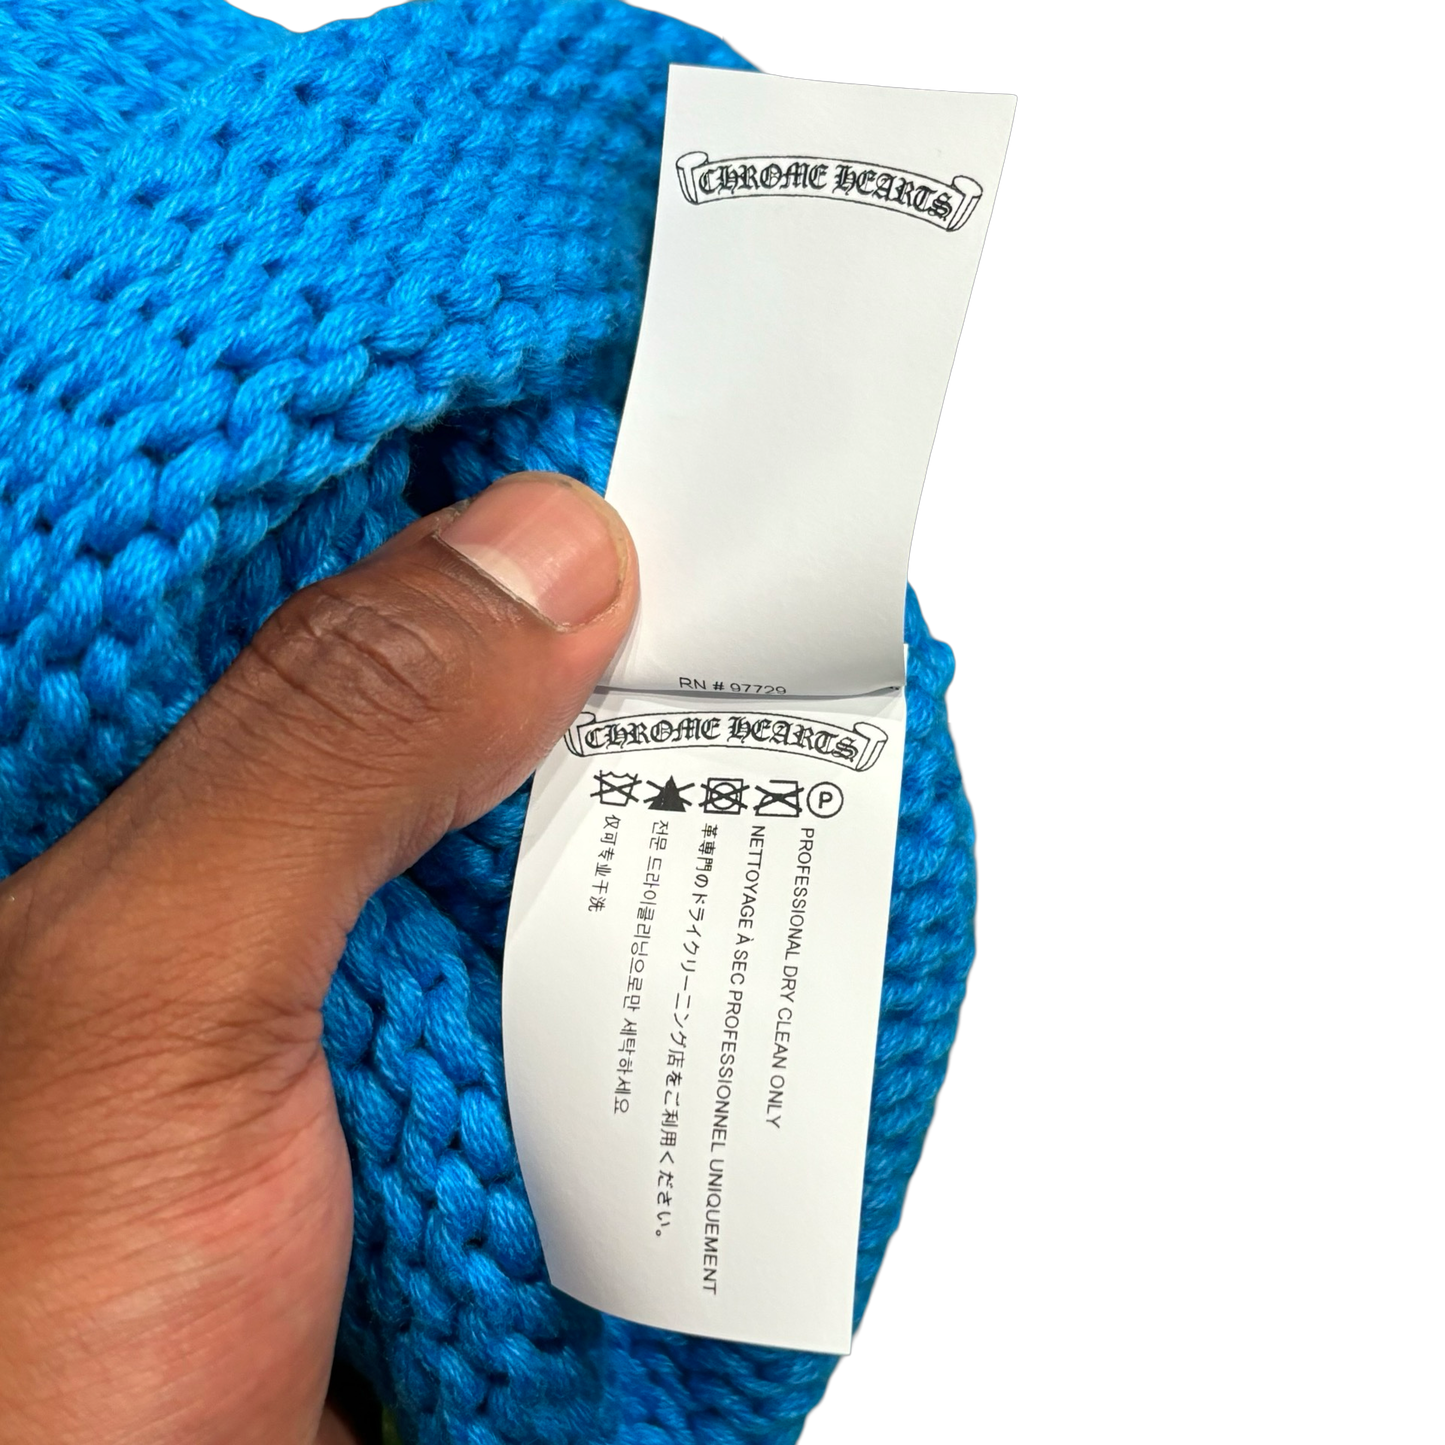 CHROME HEARTS
RN # 97729
CHROME HEARTS
P
PROFESSIONAL DRY CLEAN ONLY
NETTOYAGE À SEC PROFESSIONNEL UNIQUEMENT
革専門のドライクリーニング店をご利用ください。
전문 드라이클리닝으로만 세탁하세요
仅可专业干洗